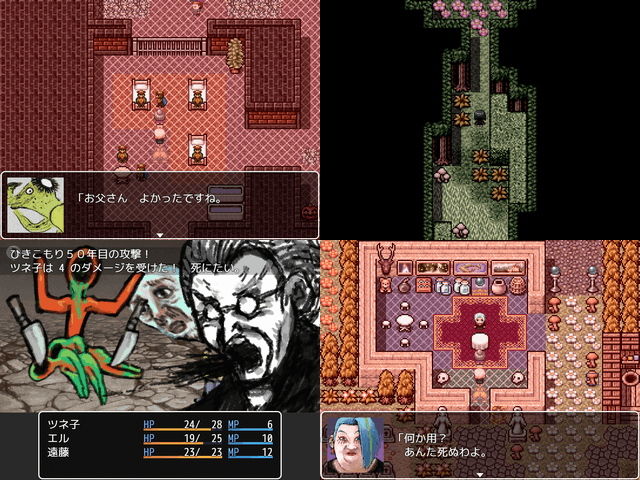 「お父さん　よかったですね。
ひきこもり５０年目の攻撃！
ツネ子は 4 のダメージを受けた！　死にたい。
ツネ子 HP 24/ 28 MP 6
エル HP 19/ 25 MP 10
遠藤 HP 23/ 23 MP 12
「何か用？
あんた死ぬわよ。